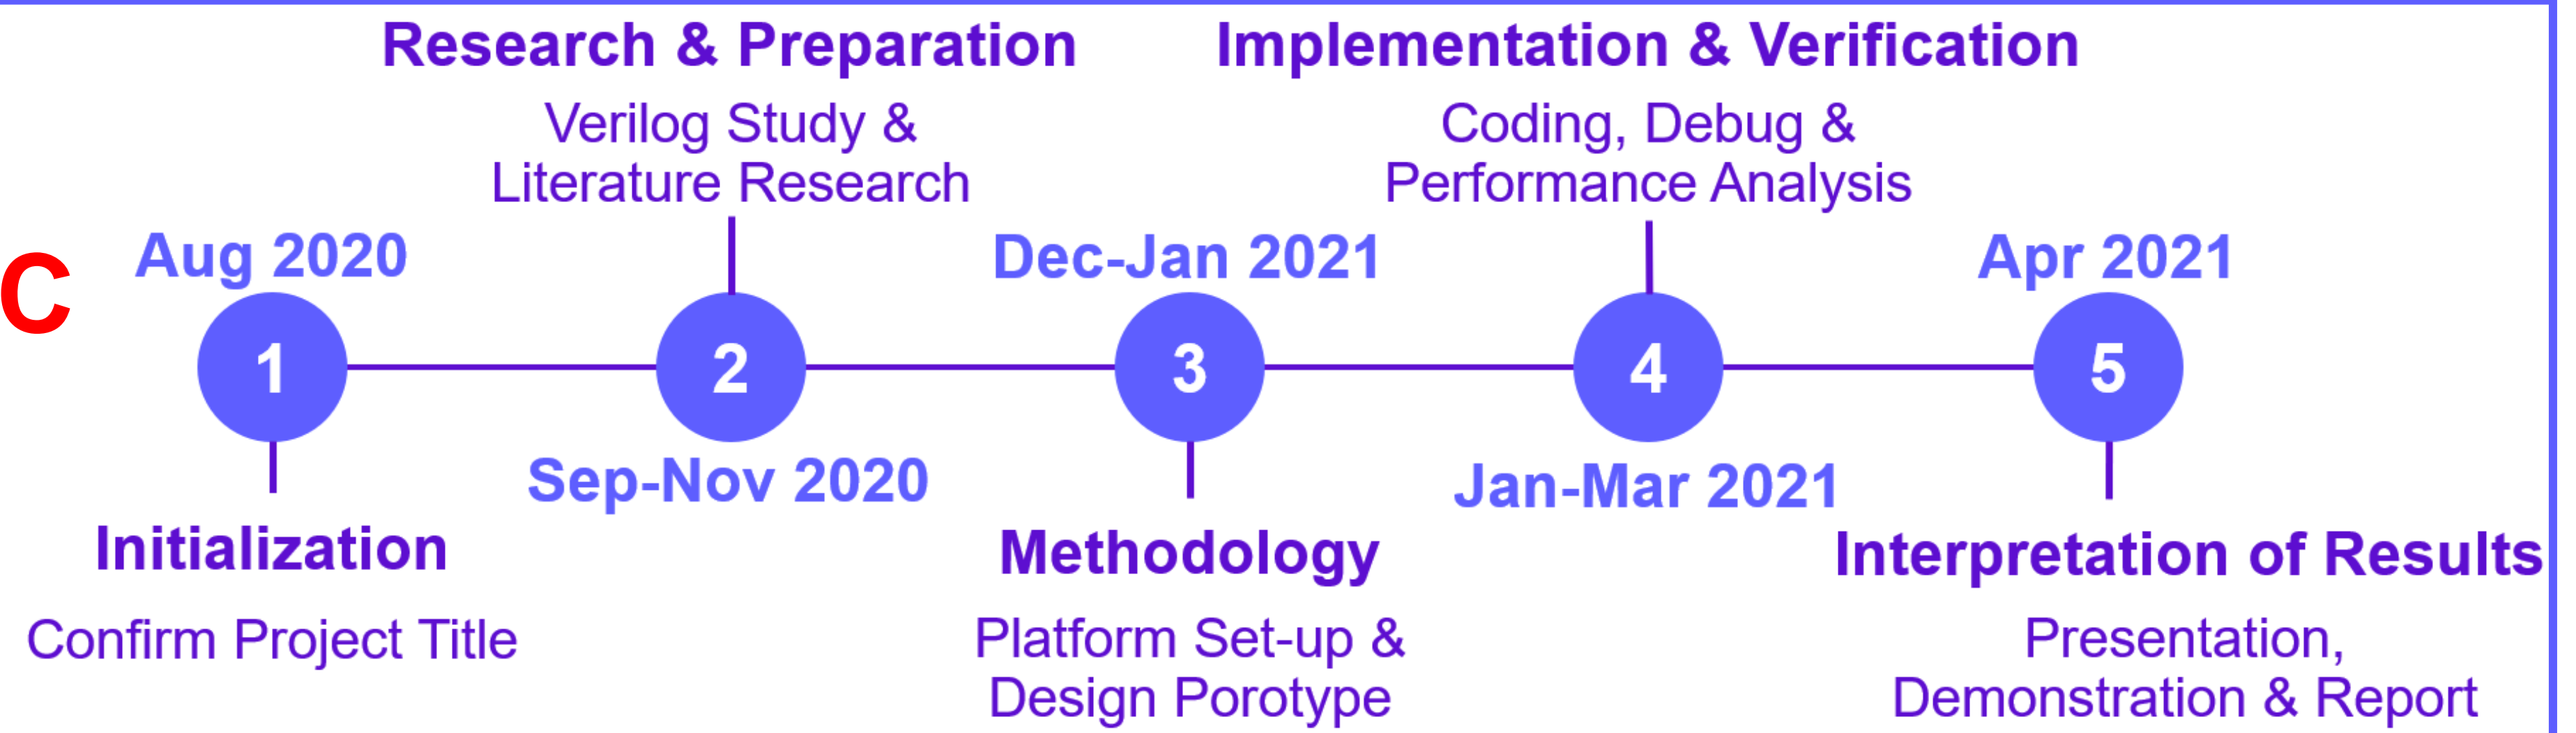 Research & Preparation
Implementation & Verification
Verilog Study &
Literature Research
Coding, Debug &
Performance Analysis
C
Aug 2020
Dec-Jan 2021
Apr 2021
1
2
3
4
5
Sep-Nov 2020
Jan-Mar 2021
Initialization
Methodology
Interpretation of Results
Confirm Project Title
Platform Set-up &
Design Porotype
Presentation,
Demonstration & Report